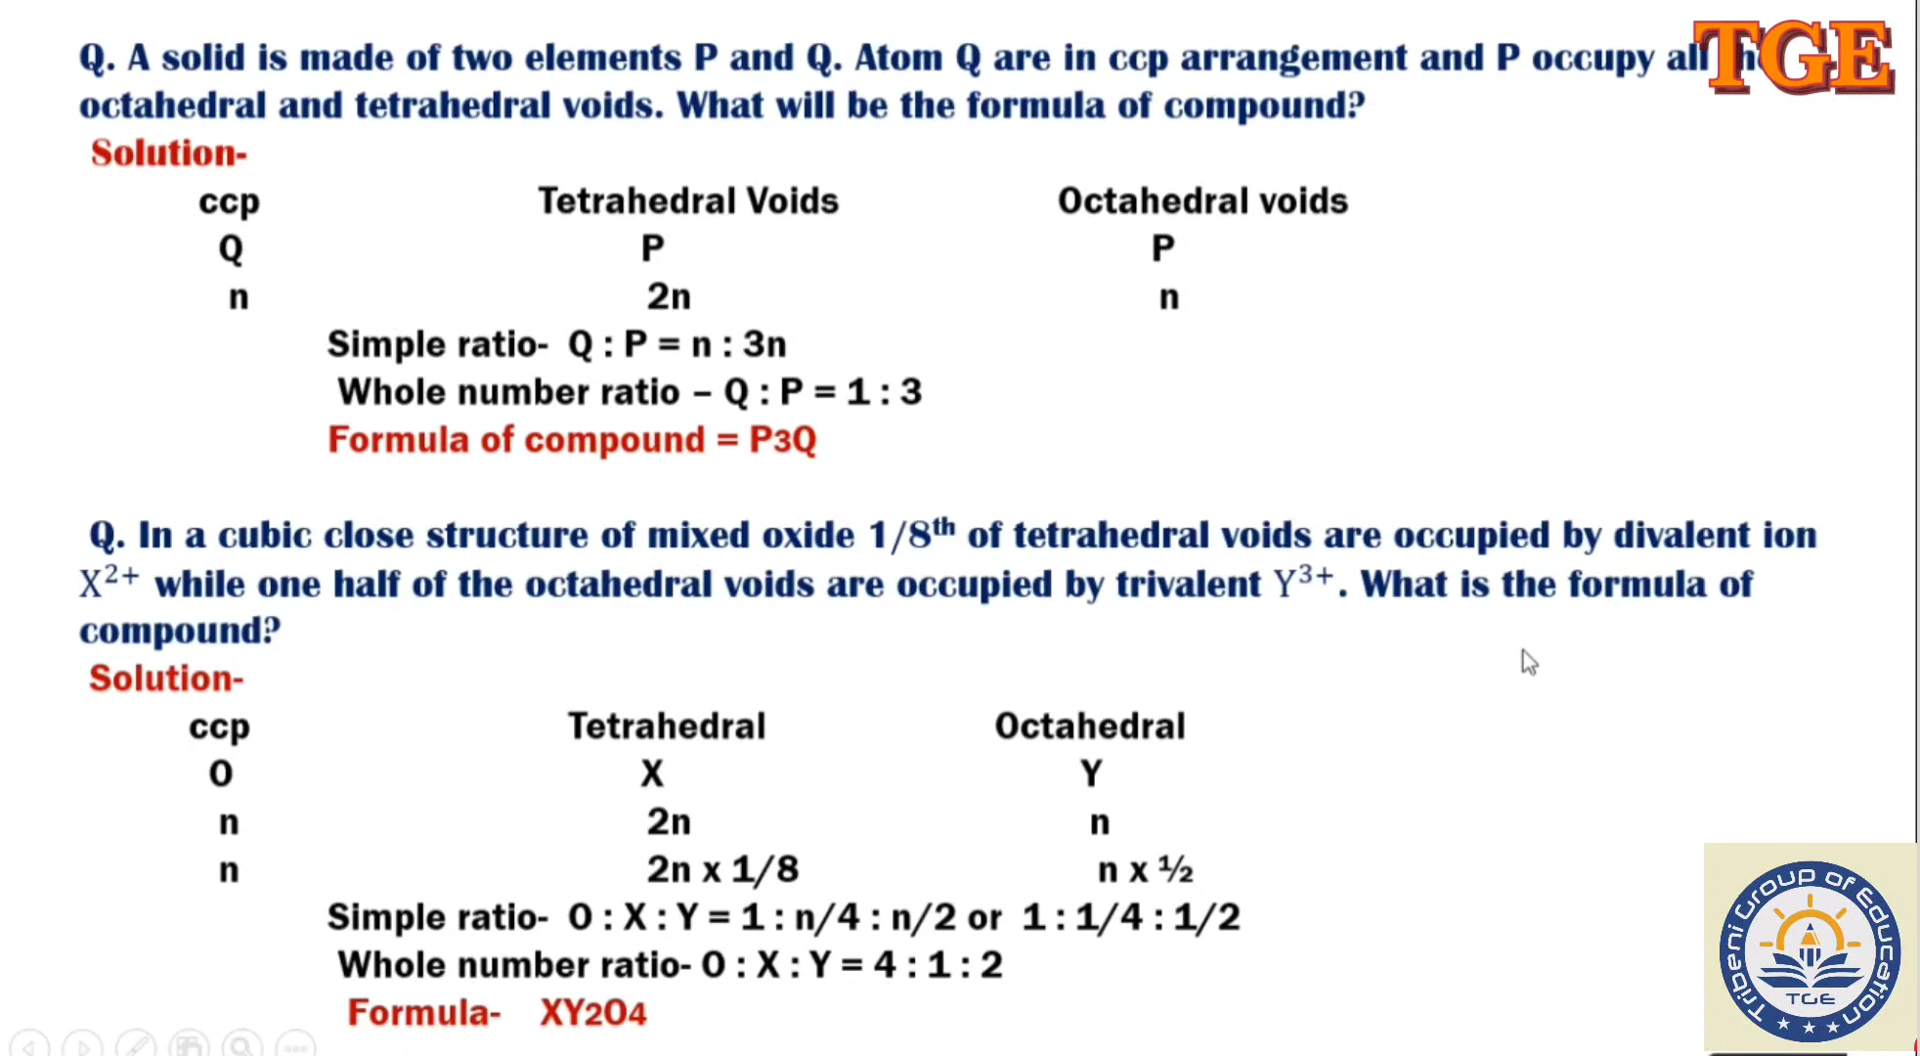 TGE
Q. A solid is made of two elements P and Q. Atom Q are in ccp arrangement and P occupy all
octahedral and tetrahedral voids. What will be the formula of compound?
Solution-
ccp Tetrahedral Voids Octahedral voids
Q P P
n 2n n
Simple ratio- Q : P = n : 3n
Whole number ratio – Q : P = 1 : 3
Formula of compound = P3Q
Q. In a cubic close structure of mixed oxide 1/8th of tetrahedral voids are occupied by divalent ion
X²⁺ while one half of the octahedral voids are occupied by trivalent Y³⁺. What is the formula of
compound?
Solution-
ccp Tetrahedral Octahedral
O X Y
n 2n n
n 2n x 1/8 n x ½
Simple ratio- O : X : Y = 1 : n/4 : n/2 or 1 : 1/4 : 1/2
Whole number ratio- O : X : Y = 4 : 1 : 2
Formula- XY2O4
Tribeni Group of Education
TGE